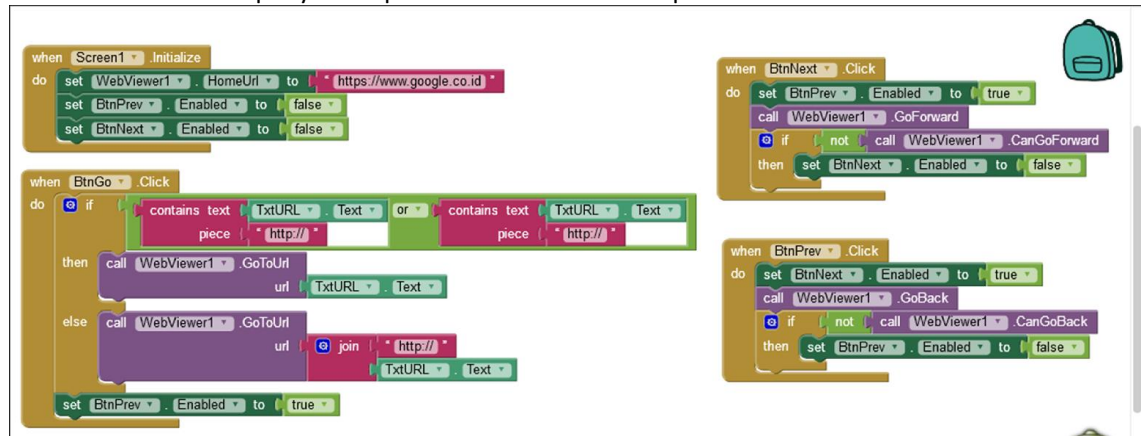 when Screen1 .Initialize
do set WebViewer1 . HomeUrl to " https://www.google.co.id "
set BtnPrev . Enabled to false
set BtnNext . Enabled to false
when BtnGo .Click
do if contains text TxtURL . Text or contains text TxtURL . Text
piece " http:// " piece " http:// "
then call WebViewer1 .GoToUrl
url TxtURL . Text
else call WebViewer1 .GoToUrl
url join " http:// "
TxtURL . Text
set BtnPrev . Enabled to true
when BtnNext .Click
do set BtnPrev . Enabled to true
call WebViewer1 .GoForward
if not call WebViewer1 .CanGoForward
then set BtnNext . Enabled to false
when BtnPrev .Click
do set BtnNext . Enabled to true
call WebViewer1 .GoBack
if not call WebViewer1 .CanGoBack
then set BtnPrev . Enabled to false